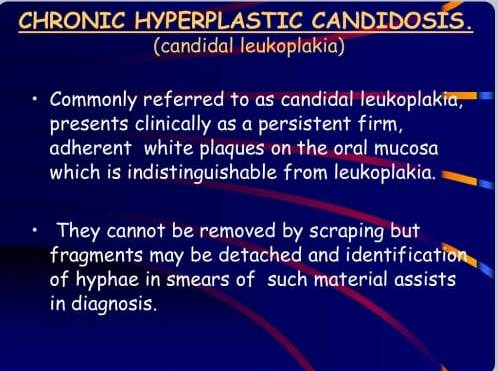 CHRONIC HYPERPLASTIC CANDIDOSIS.
(candidal leukoplakia)
• Commonly referred to as candidal leukoplakia,
presents clinically as a persistent firm,
adherent white plaques on the oral mucosa
which is indistinguishable from leukoplakia.
• They cannot be removed by scraping but
fragments may be detached and identification
of hyphae in smears of such material assists
in diagnosis.